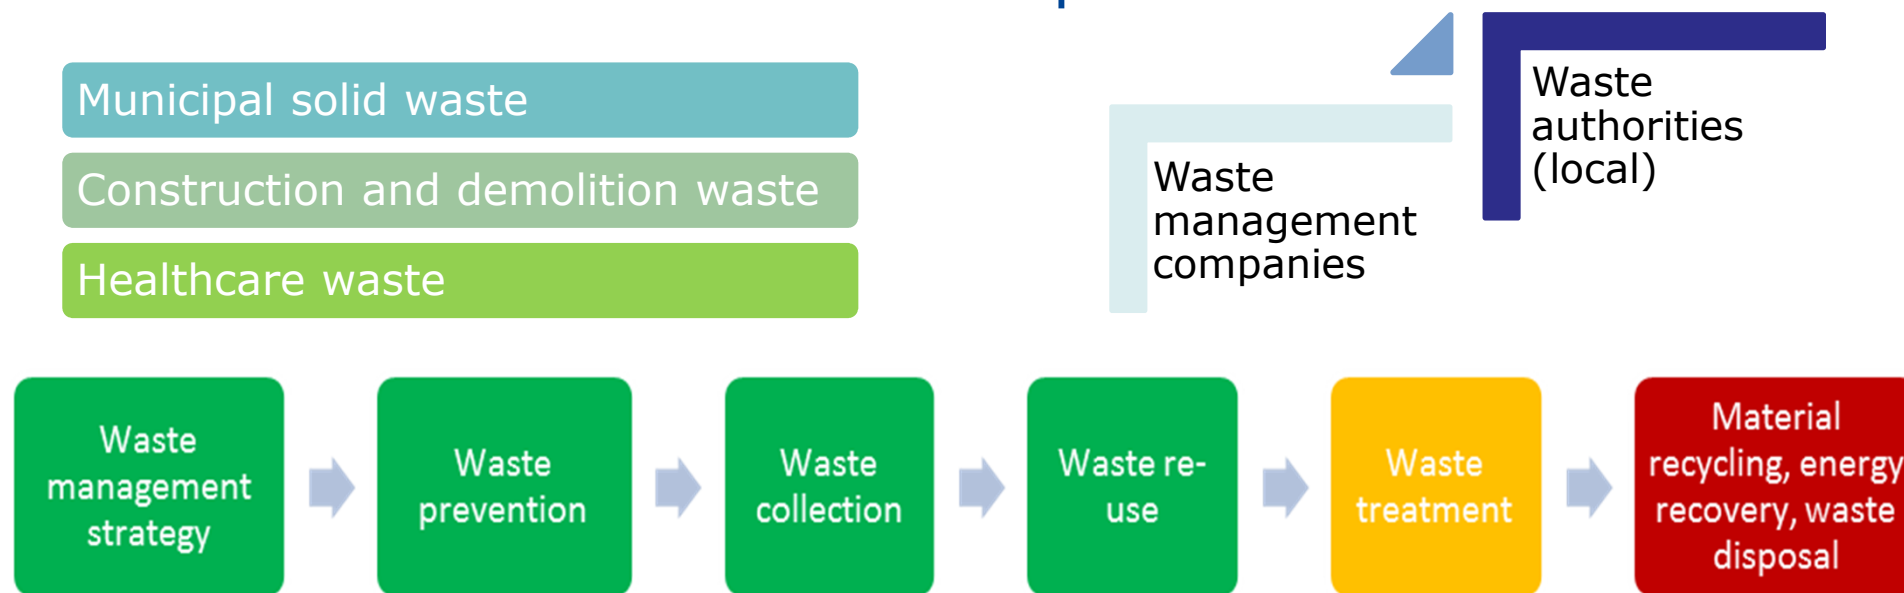 Municipal solid waste
Construction and demolition waste
Healthcare waste
Waste
management
companies
Waste
authorities
(local)
Waste
management
strategy
Waste
prevention
Waste
collection
Waste re-
use
Waste
treatment
Material
recycling, energy
recovery, waste
disposal